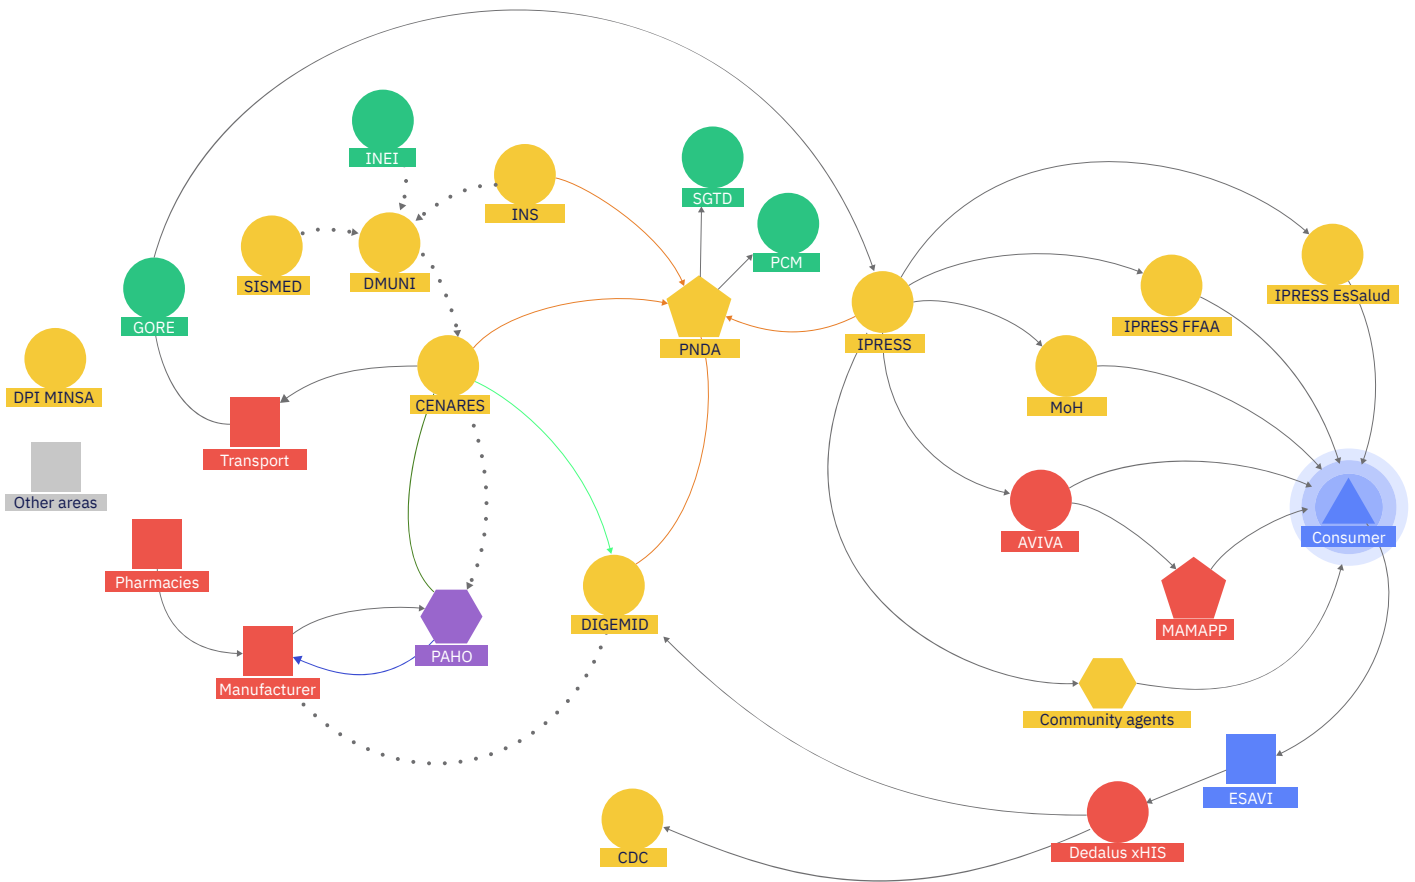 INEI
SGTD
INS
PCM
SISMED
DMUNI
IPRESS EsSalud
GORE
IPRESS FFAA
IPRESS
PNDA
DPI MINSA
CENARES
MoH
Transport
Other areas
Consumer
AVIVA
Pharmacies
DIGEMID
MAMAPP
PAHO
Manufacturer
Community agents
ESAVI
Dedalus xHIS
CDC